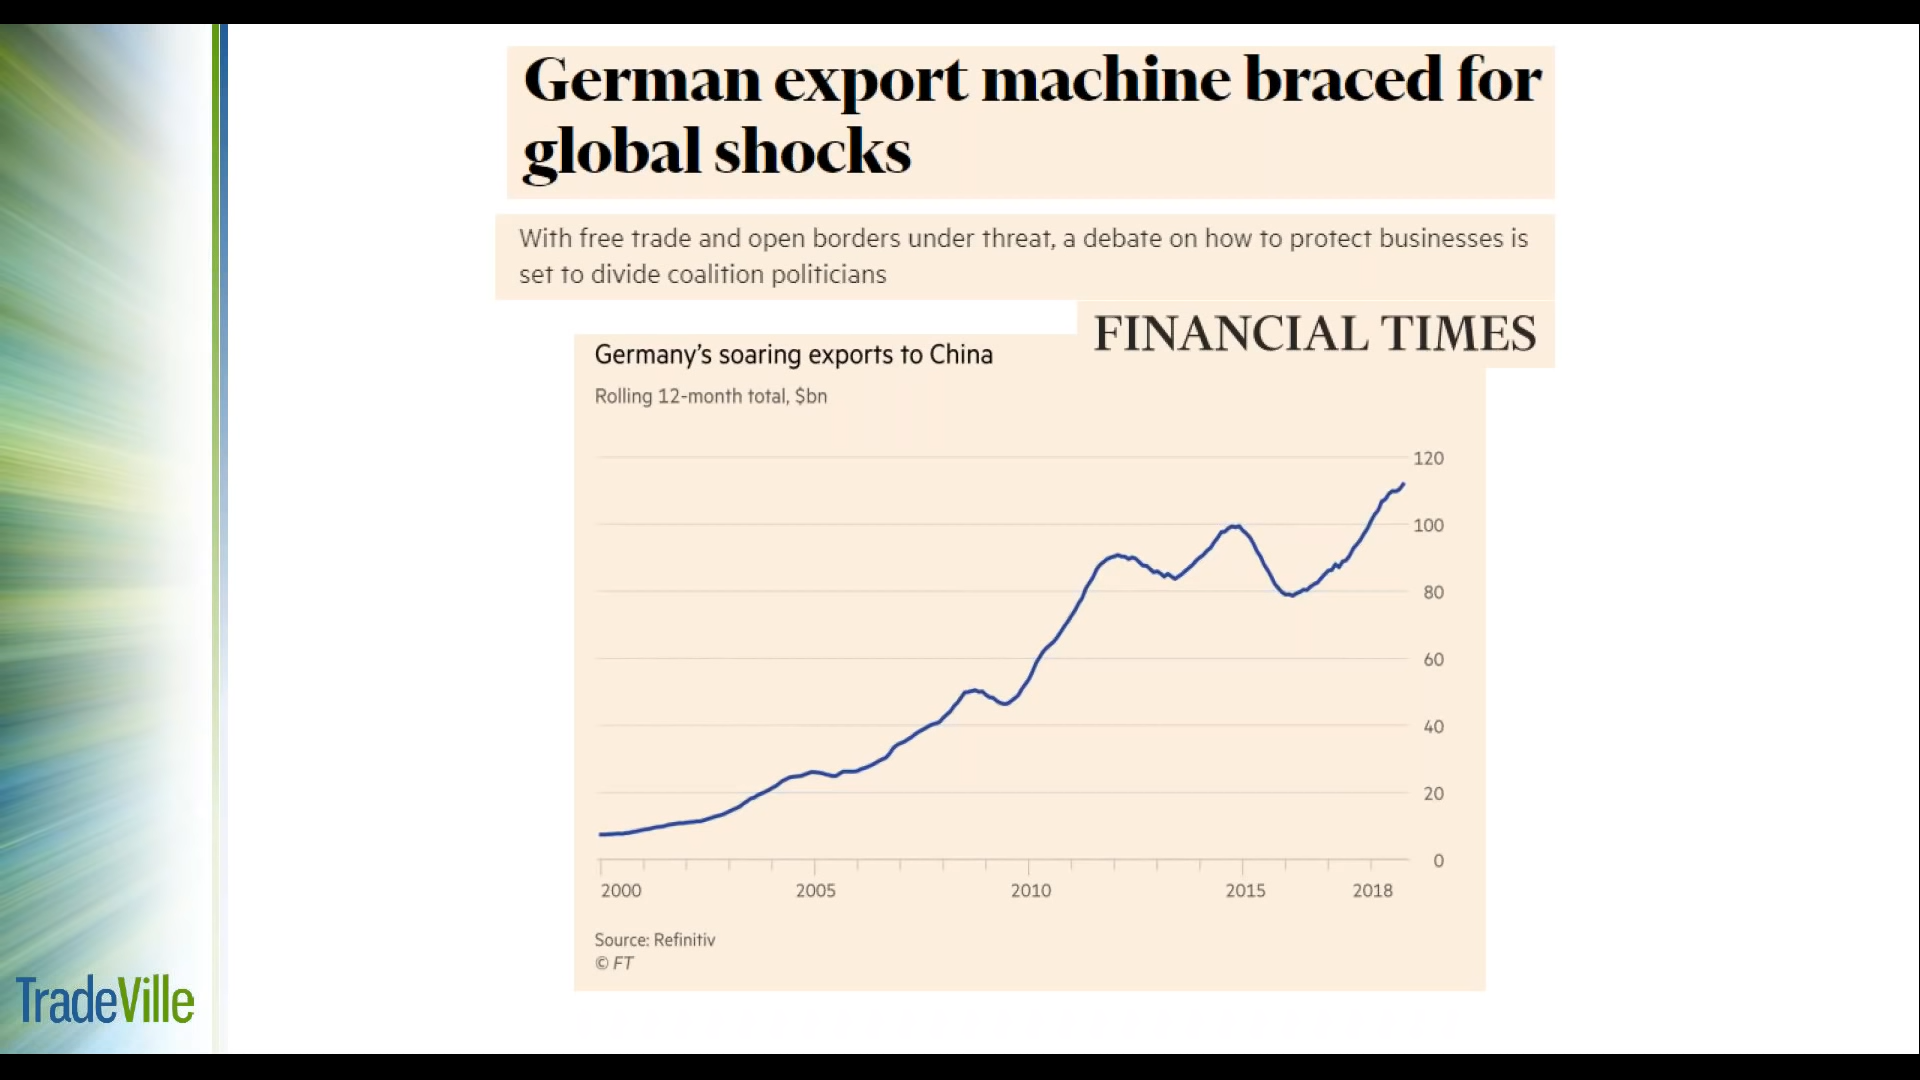 German export machine braced for
global shocks
With free trade and open borders under threat, a debate on how to protect businesses is
set to divide coalition politicians
FINANCIAL TIMES
Germany's soaring exports to China
Rolling 12-month total, $bn
120
100
80
60
40
20
0
2000 2005 2010 2015 2018
Source: Refinitiv
© FT
TradeVille